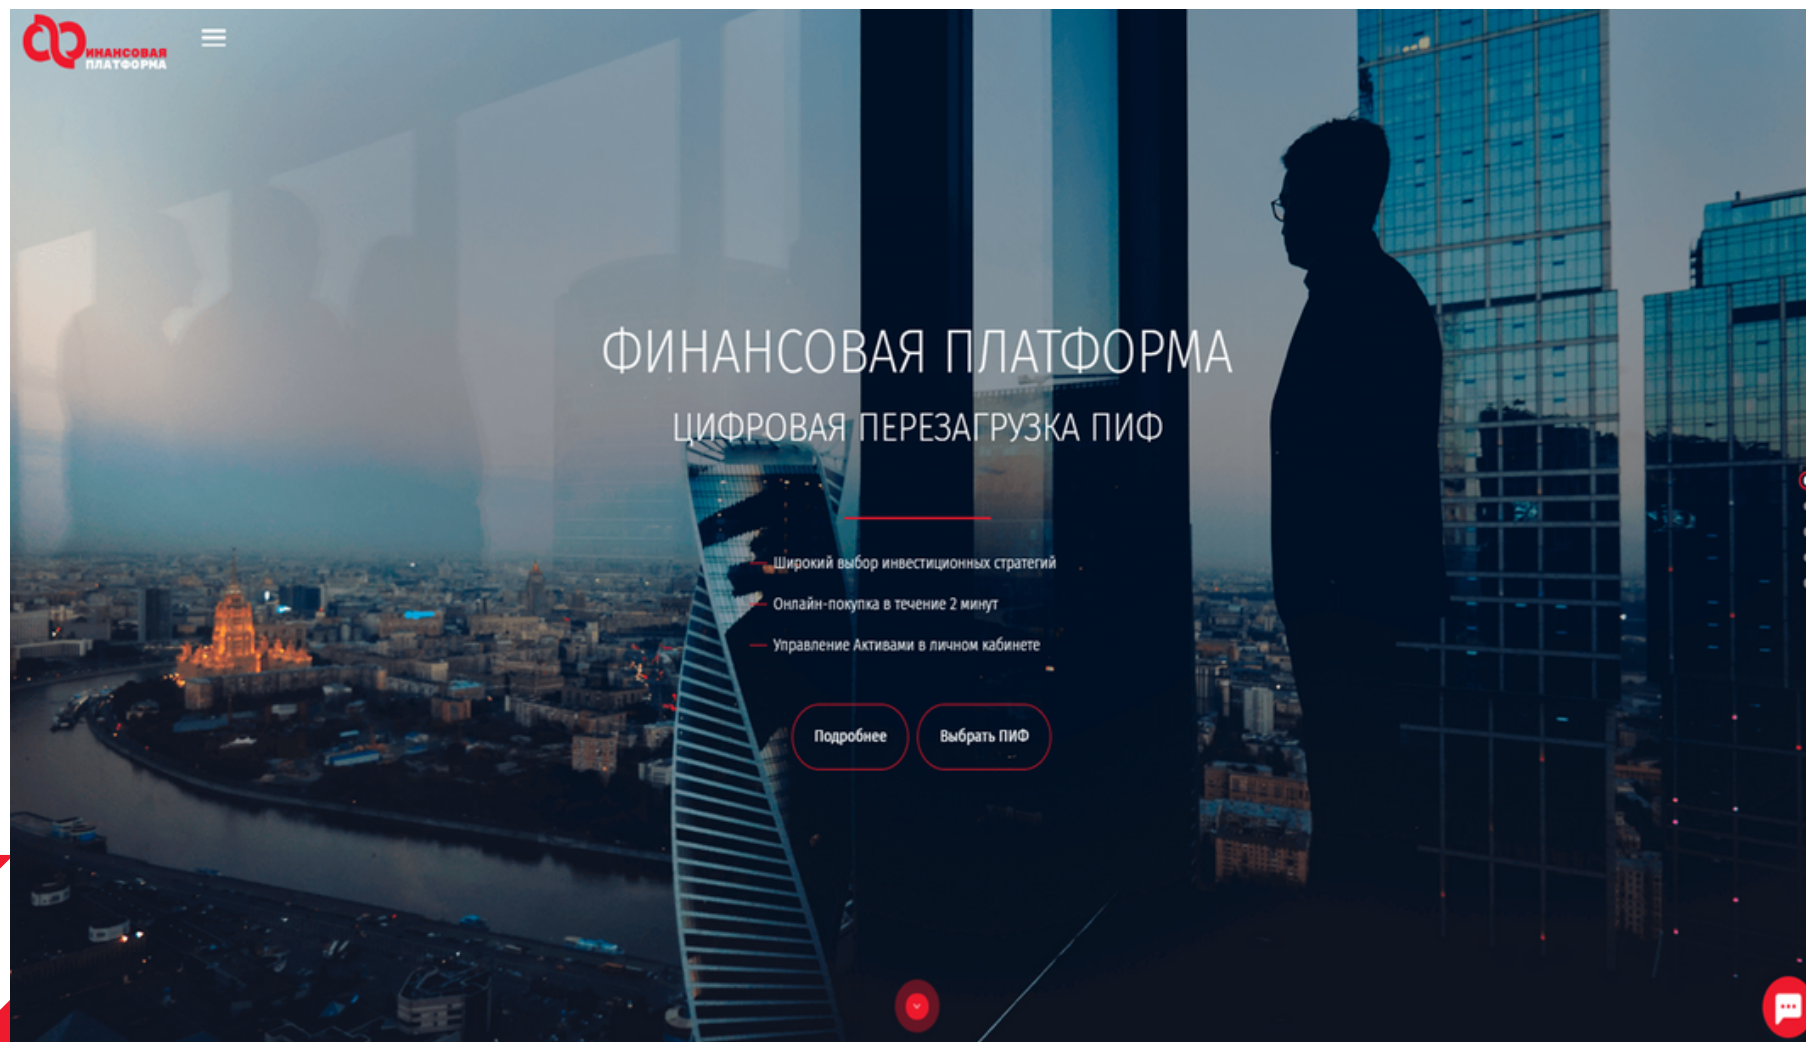 ФИНАНСОВАЯ
ПЛАТФОРМА
ФИНАНСОВАЯ ПЛАТФОРМА
ЦИФРОВАЯ ПЕРЕЗАГРУЗКА ПИФ
Широкий выбор инвестиционных стратегий
Онлайн-покупка в течение 2 минут
Управление Активами в личном кабинете
Подробнее
Выбрать ПИФ